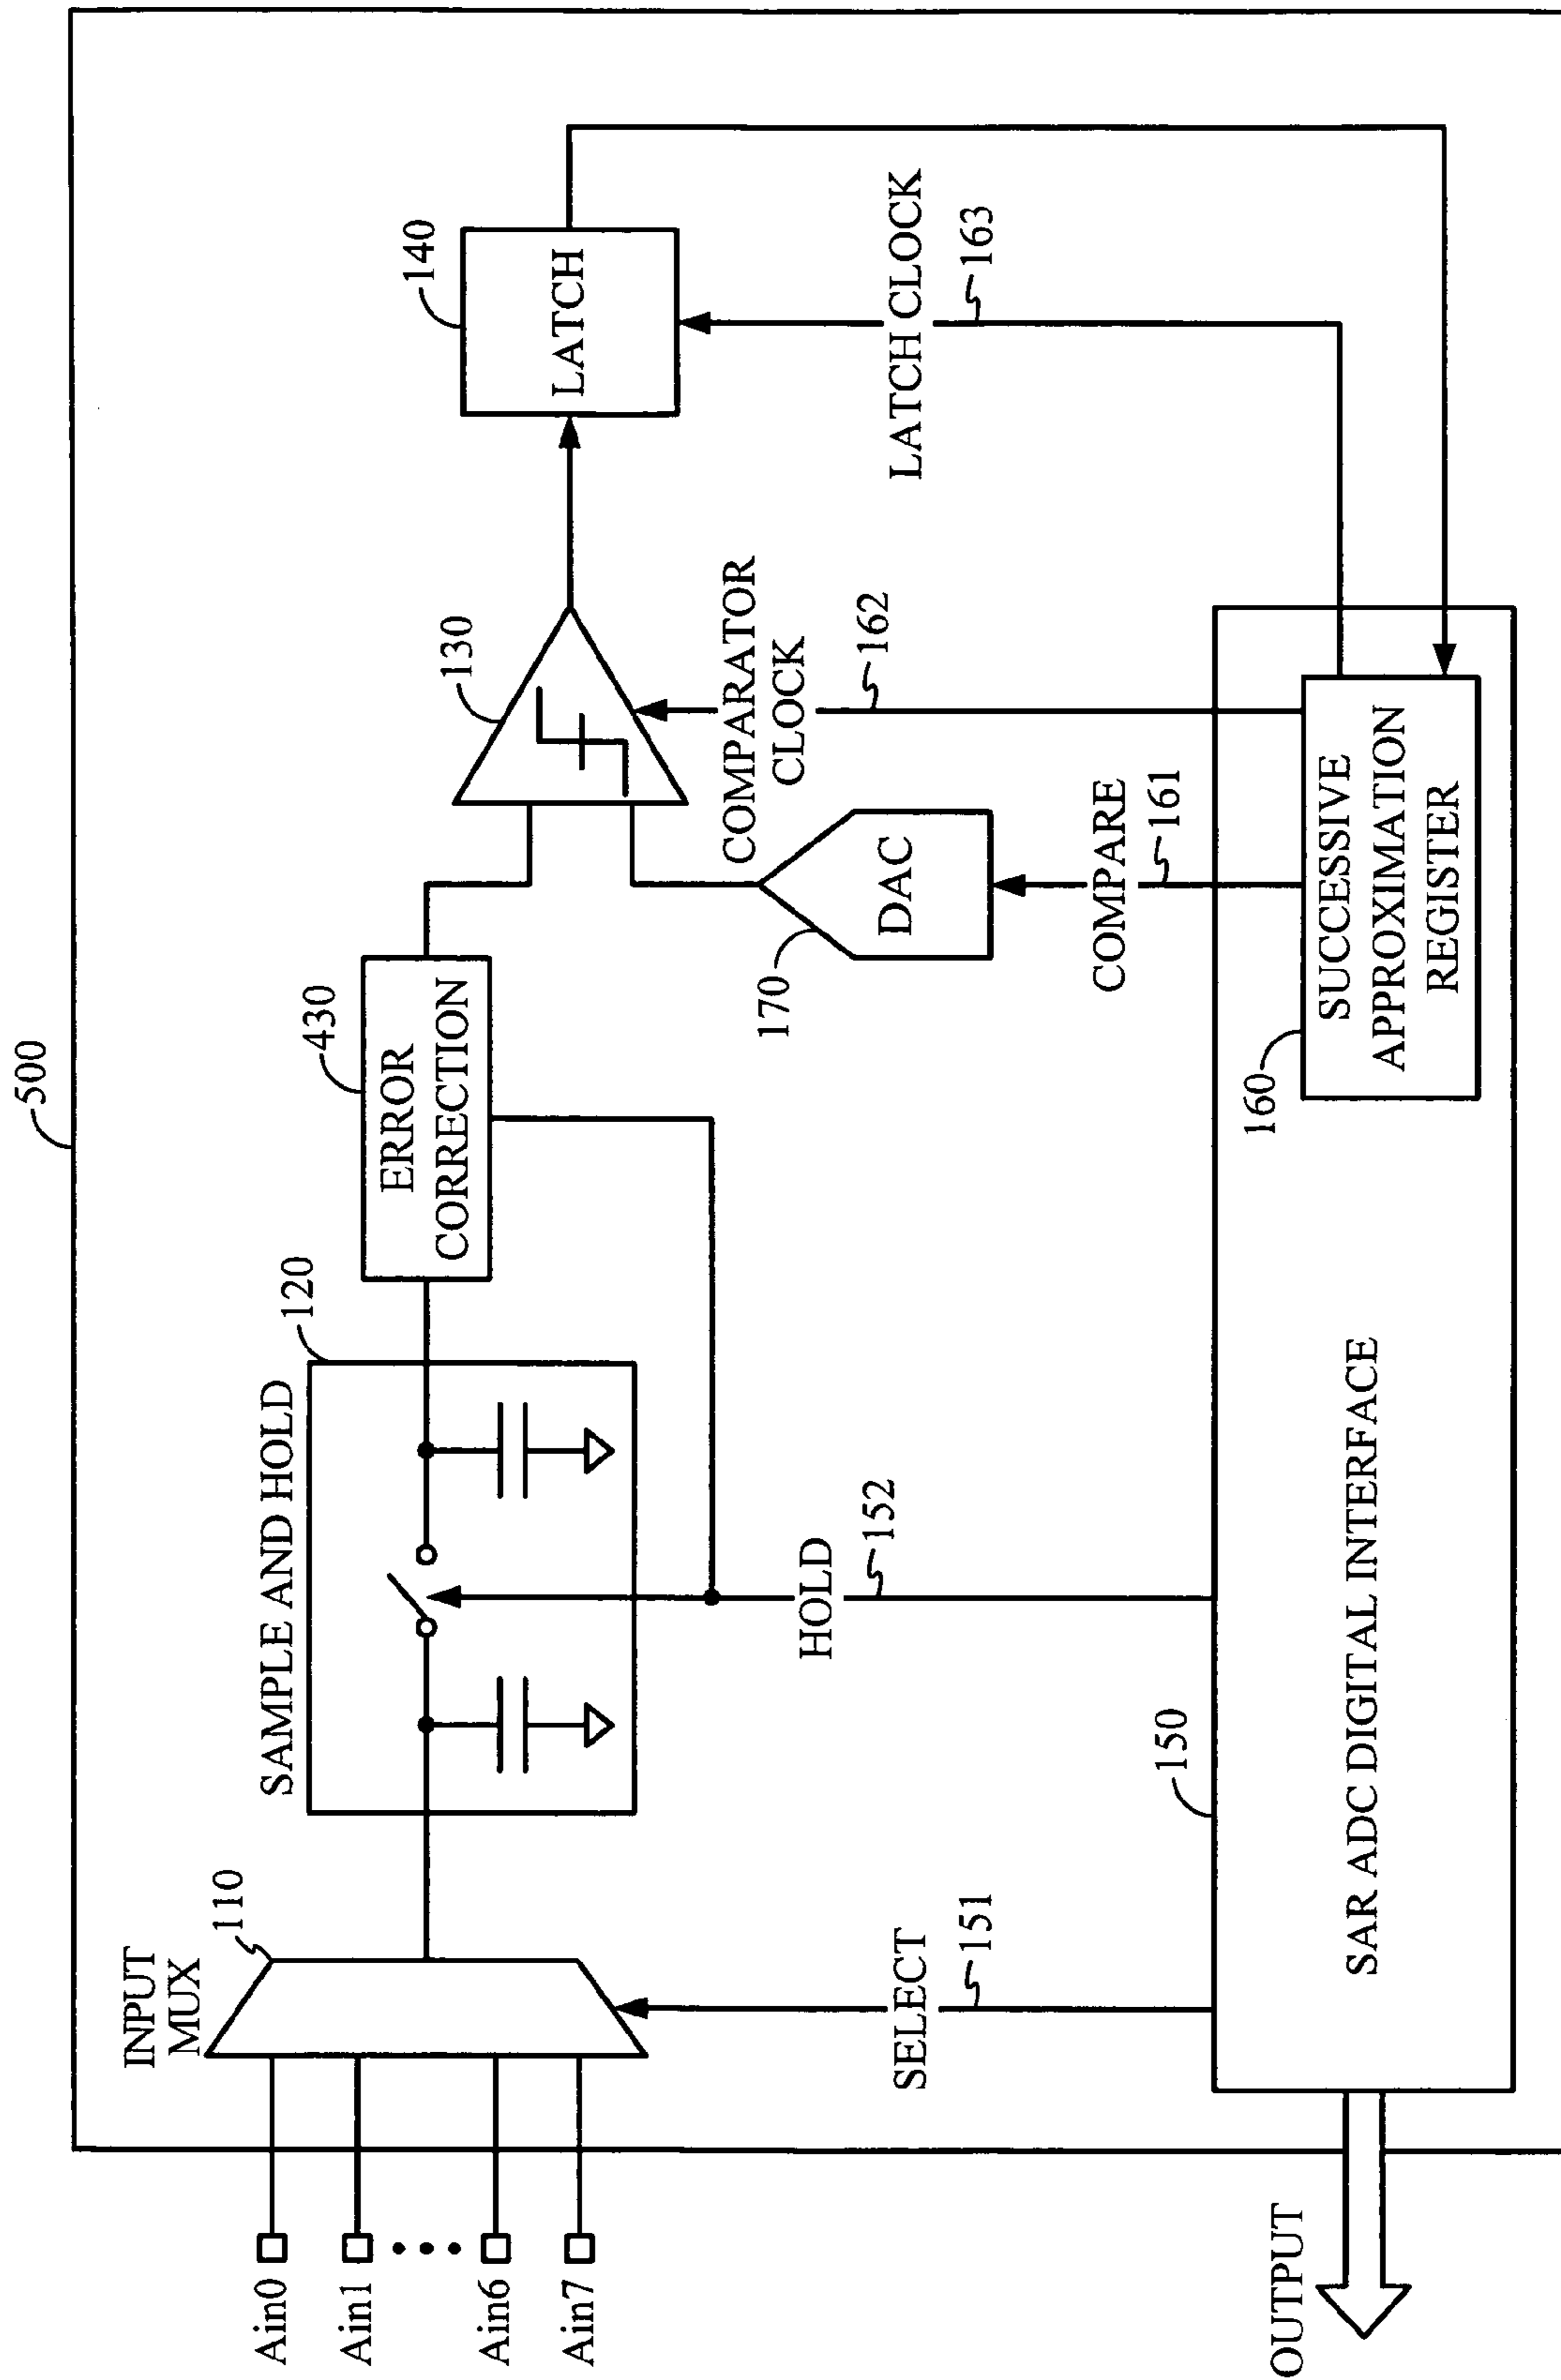 500
INPUT
MUX
110
SAMPLE AND HOLD
120
430
ERROR
CORRECTION
130
140
LATCH
Ain0
Ain1
Ain6
Ain7
170
DAC
COMPARATOR
CLOCK
162
LATCH CLOCK
163
SELECT
151
HOLD
152
COMPARE
161
150
SAR ADC DIGITAL INTERFACE
160
SUCCESSIVE
APPROXIMATION
REGISTER
OUTPUT